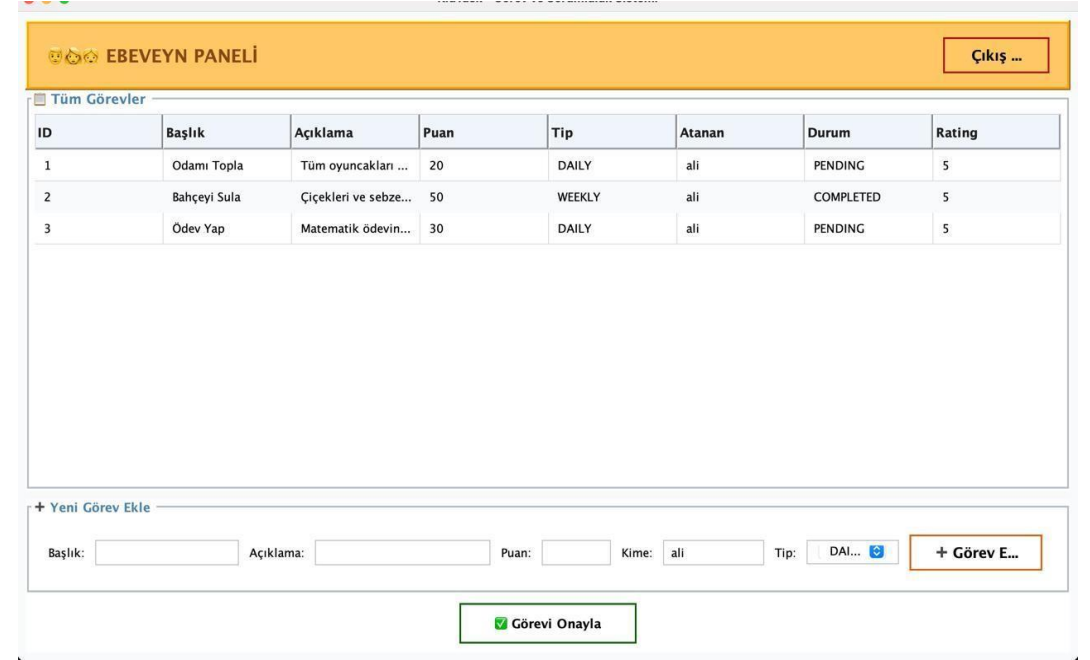 EBEVEYN PANELİ
Çıkış ...
Tüm Görevler
ID Başlık Açıklama Puan Tip Atanan Durum Rating
1 Odamı Topla Tüm oyuncakları ... 20 DAILY ali PENDING 5
2 Bahçeyi Sula Çiçekleri ve sebze... 50 WEEKLY ali COMPLETED 5
3 Ödev Yap Matematik ödevin... 30 DAILY ali PENDING 5
+ Yeni Görev Ekle
Başlık: Açıklama: Puan: Kime: ali Tip: DAI... + Görev E...
✅ Görevi Onayla